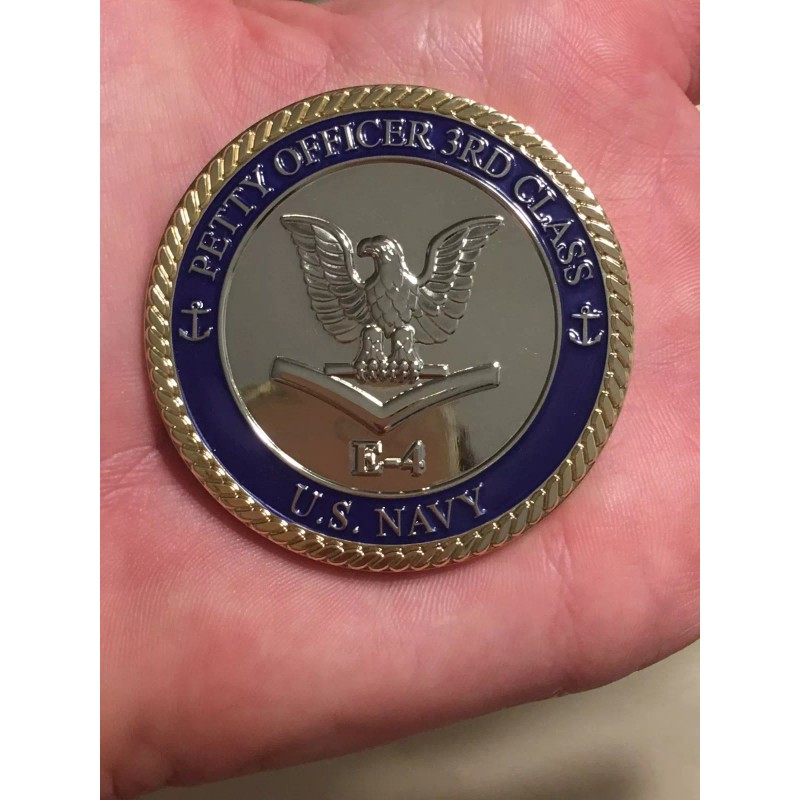 PETTY OFFICER 3RD CLASS
E-4
U.S. NAVY